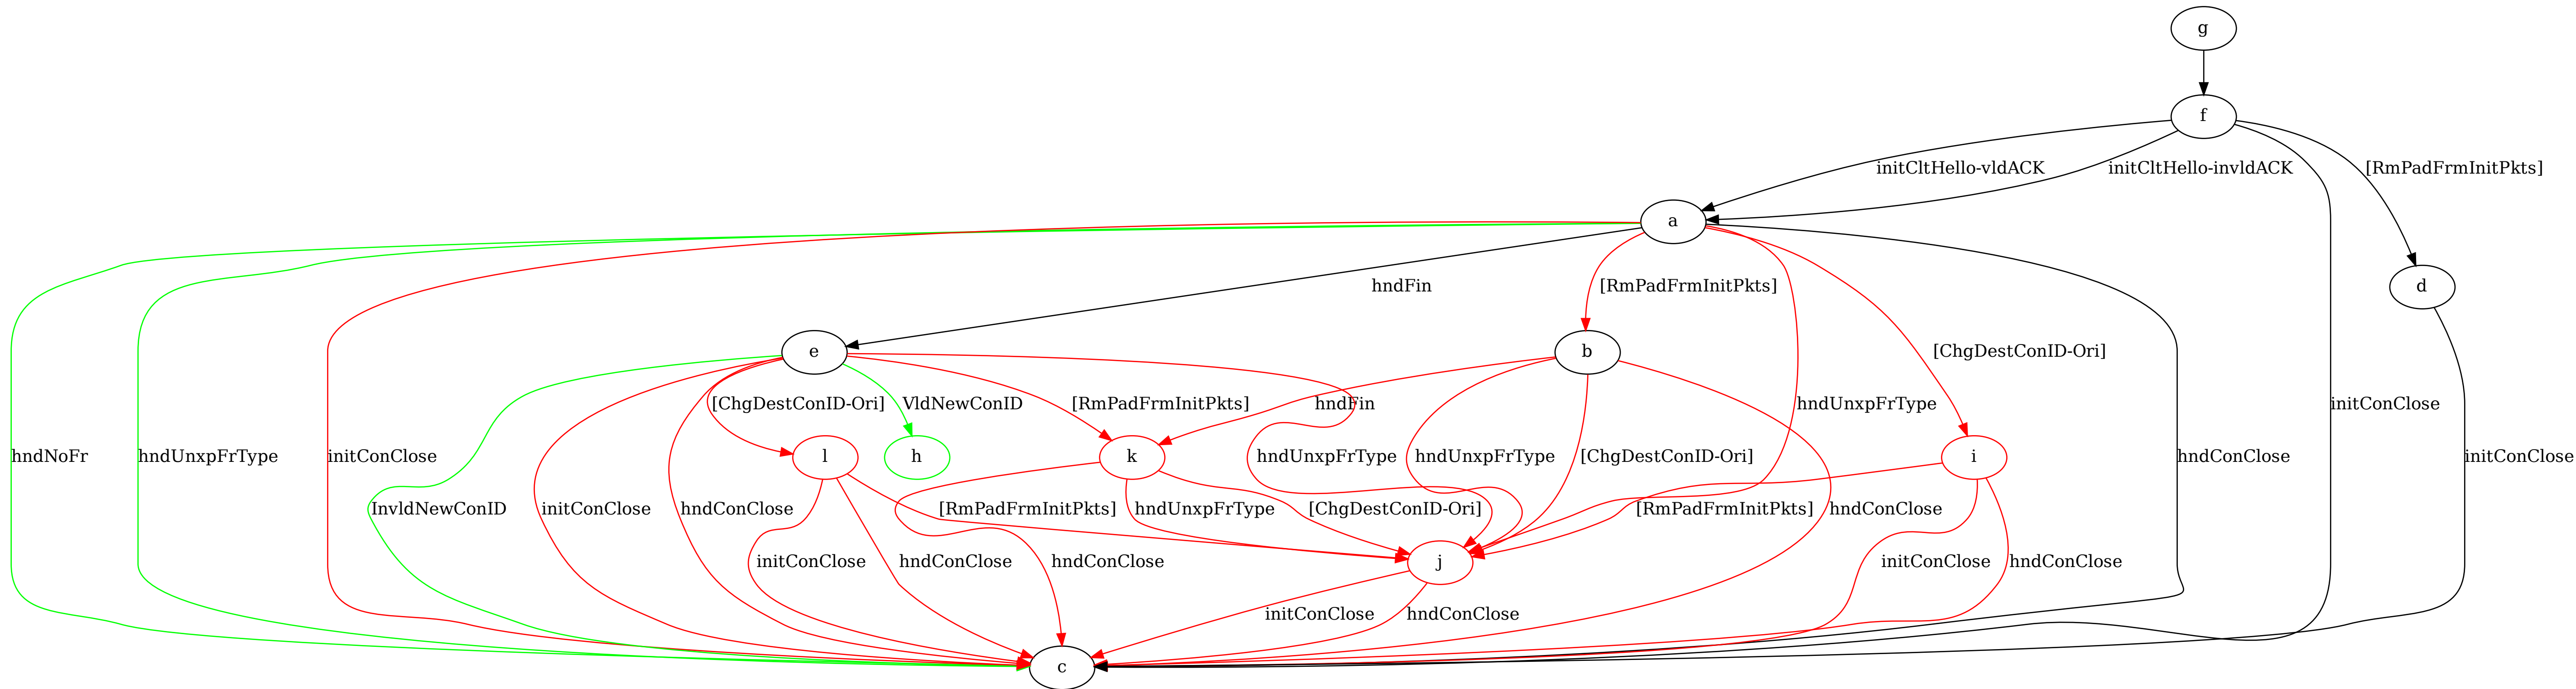 g
f
initCltHello-vldACK
initCltHello-invldACK
[RmPadFrmInitPkts]
a
hndFin
[RmPadFrmInitPkts]
d
e
b
[ChgDestConID-Ori]
[ChgDestConID-Ori]
VldNewConID
[RmPadFrmInitPkts]
hndFin
hndUnxpFrType
initConClose
hndNoFr
hndUnxpFrType
initConClose
l
h
k
hndUnxpFrType
hndUnxpFrType
[ChgDestConID-Ori]
i
hndConClose
initConClose
InvldNewConID
initConClose
hndConClose
[RmPadFrmInitPkts]
hndUnxpFrType
[ChgDestConID-Ori]
[RmPadFrmInitPkts]
hndConClose
initConClose
hndConClose
hndConClose
j
initConClose
hndConClose
initConClose
hndConClose
c